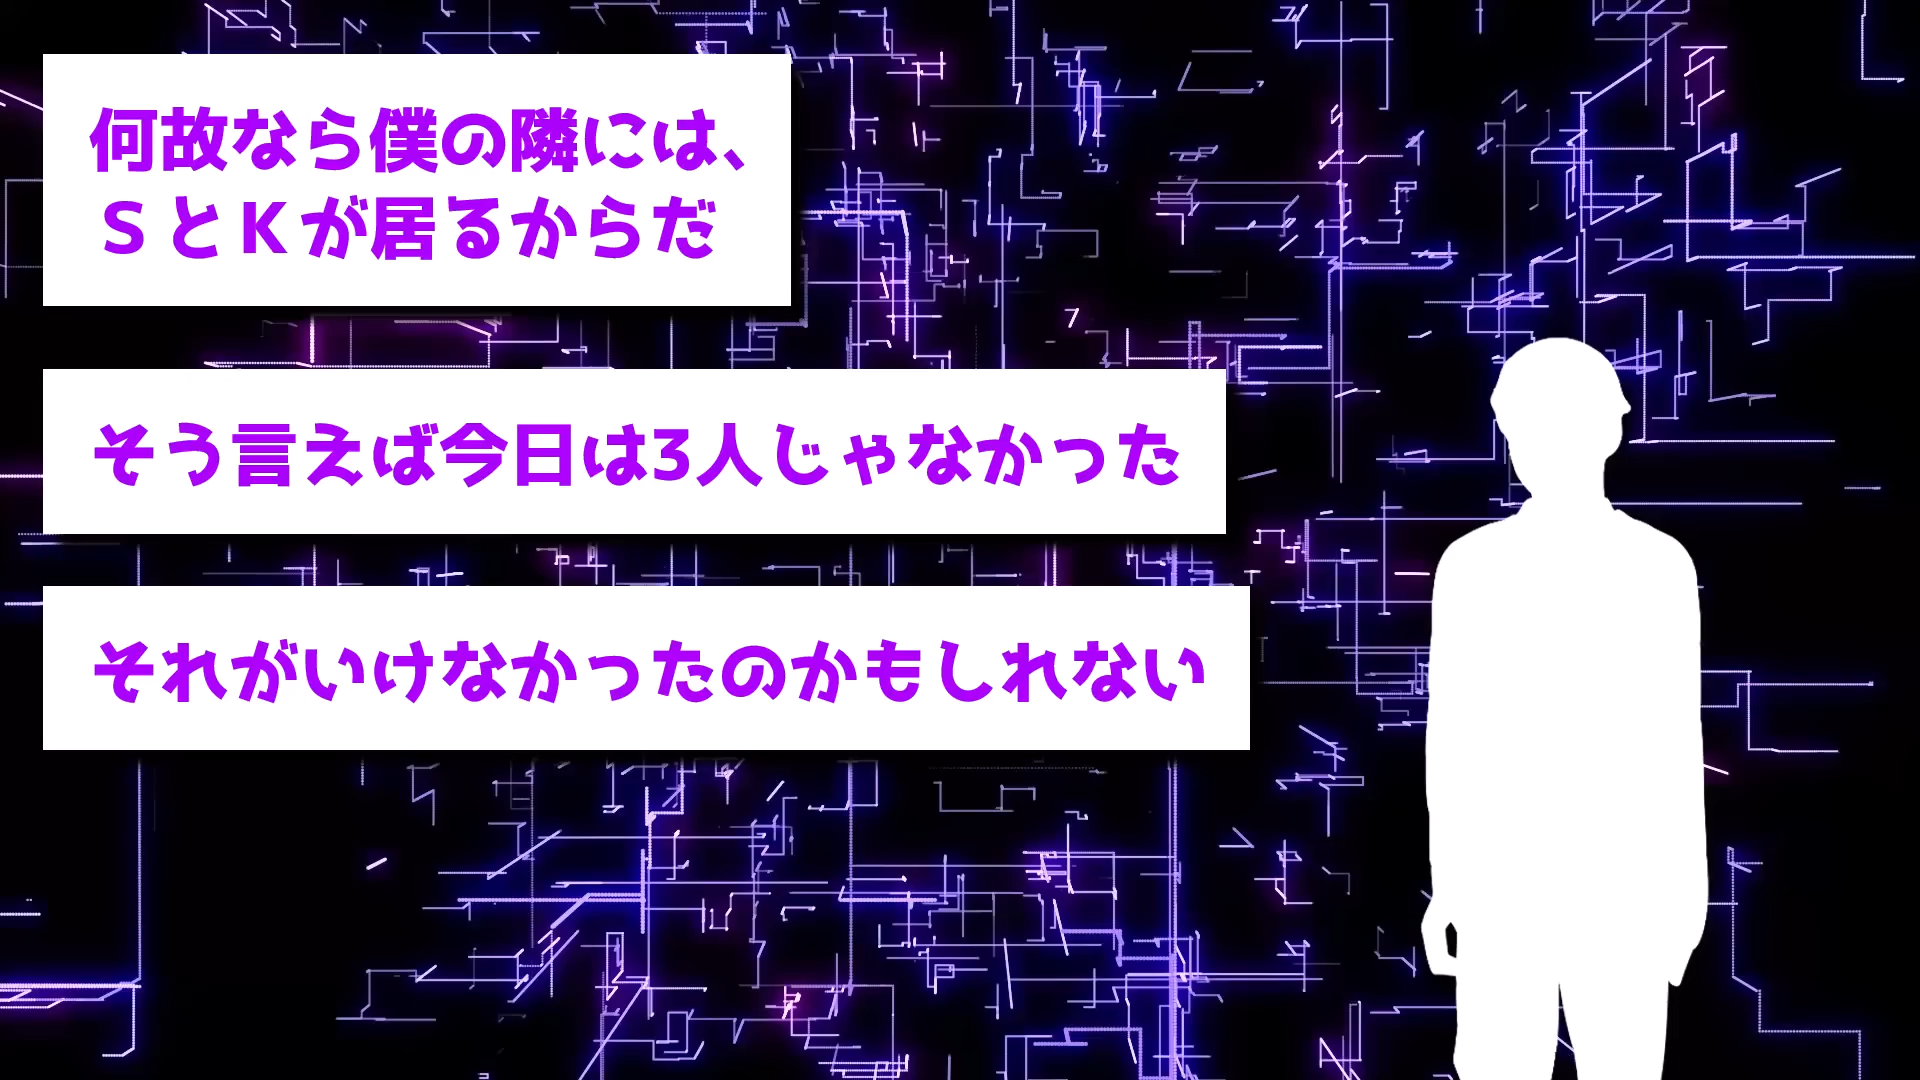 何故なら僕の隣には、
ＳとＫが居るからだ
そう言えば今日は3人じゃなかった
それがいけなかったのかもしれない